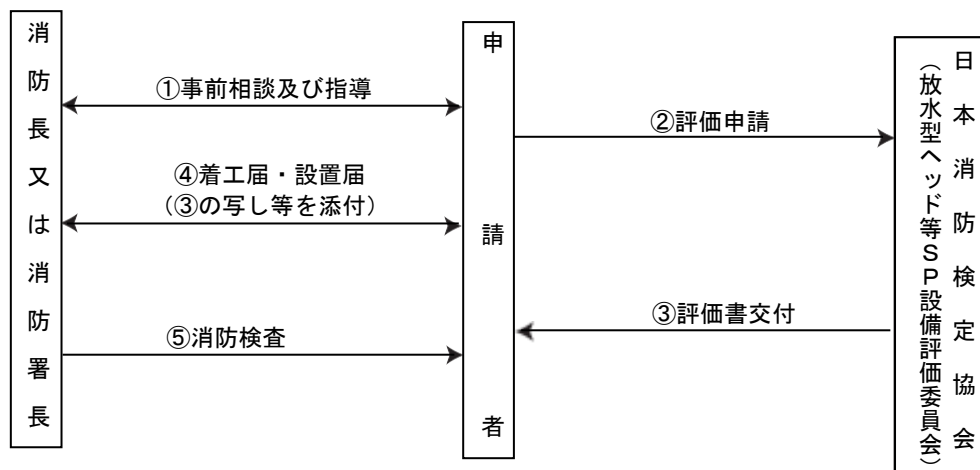 消防長又は消防署長
①事前相談及び指導
④着工届・設置届
（③の写し等を添付）
⑤消防検査
申請者
②評価申請
③評価書交付
日本消防検定協会
（放水型ヘッド等ＳＰ設備評価委員会）